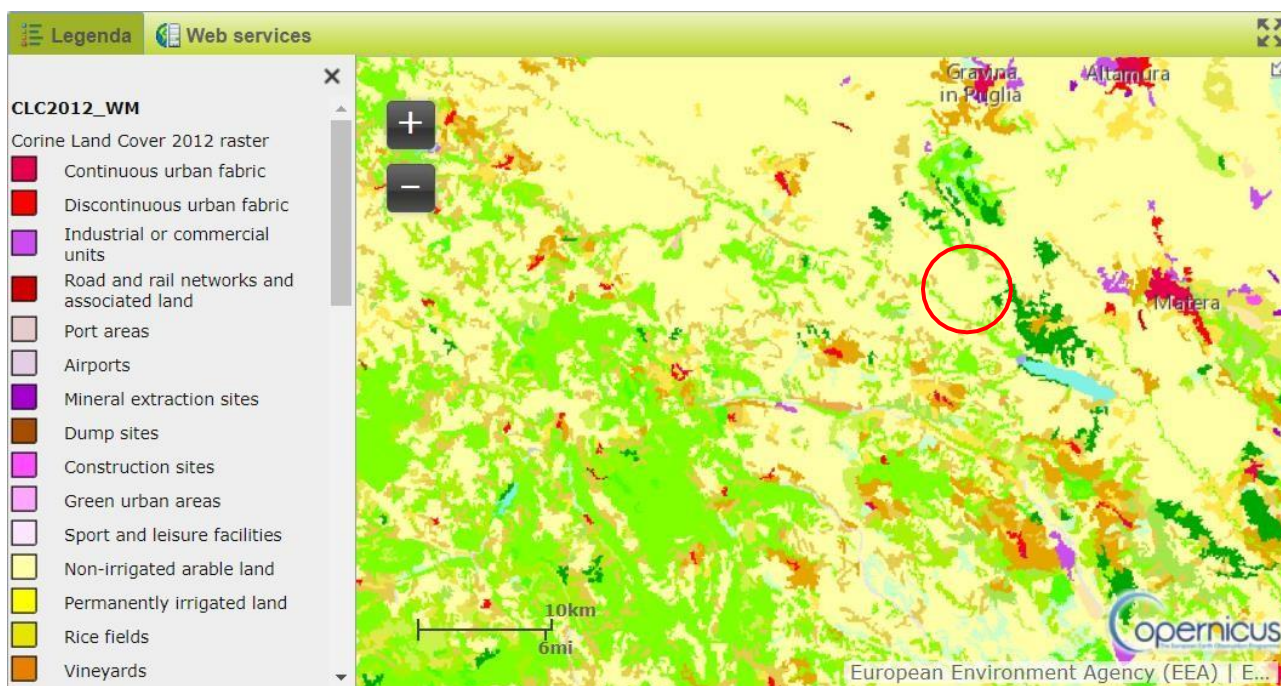 Legenda
Web services
CLC2012_WM
Corine Land Cover 2012 raster
Continuous urban fabric
Discontinuous urban fabric
Industrial or commercial
units
Road and rail networks and
associated land
Port areas
Airports
Mineral extraction sites
Dump sites
Construction sites
Green urban areas
Sport and leisure facilities
Non-irrigated arable land
Permanently irrigated land
Rice fields
Vineyards
+
−
Gravina
in Puglia
Altamura
Matera
10km
6mi
opernicus
European Environment Agency (EEA) | E...